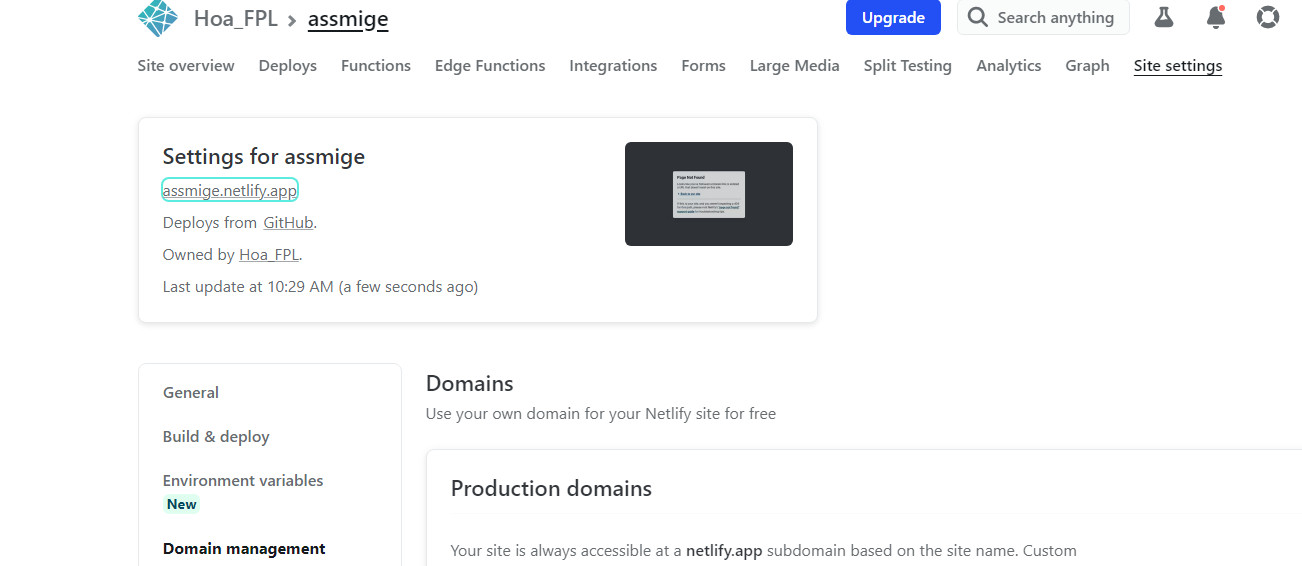 Hoa_FPL > assmige
Upgrade
Search anything
Site overview Deploys Functions Edge Functions Integrations Forms Large Media Split Testing Analytics Graph Site settings
Settings for assmige
assmige.netlify.app
Deploys from GitHub.
Owned by Hoa_FPL.
Last update at 10:29 AM (a few seconds ago)
Page Not Found
General
Build & deploy
Environment variables
New
Domain management
Domains
Use your own domain for your Netlify site for free
Production domains
Your site is always accessible at a netlify.app subdomain based on the site name. Custom